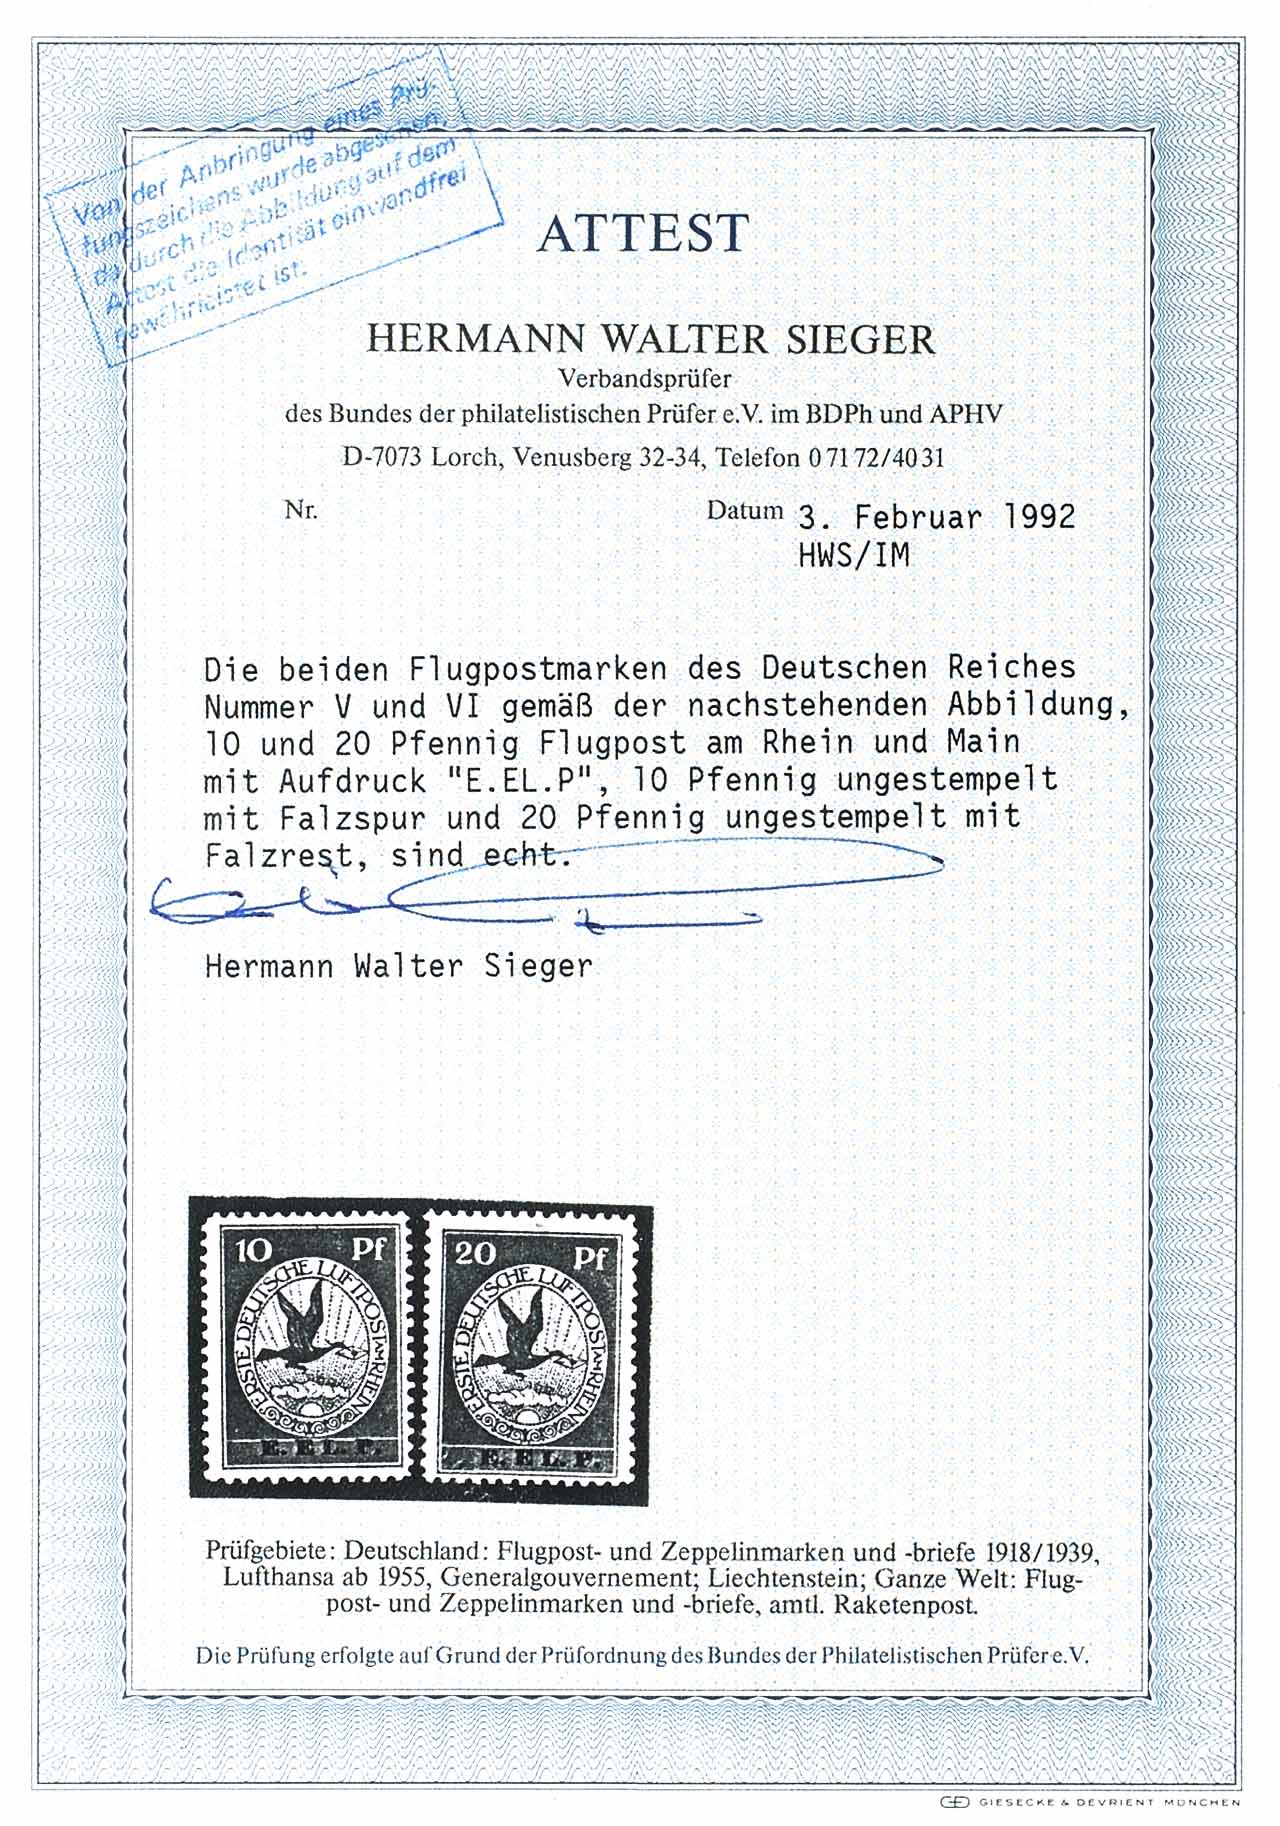 Von der Anbringung eines Prü-
fungszeichens wurde abgesehen,
da durch die Abbildung auf dem
Attest die Identität einwandfrei
gewährleistet ist.
ATTEST
HERMANN WALTER SIEGER
Verbandsprüfer
des Bundes der philatelistischen Prüfer e.V. im BDPh und APHV
D-7073 Lorch, Venusberg 32-34, Telefon 0 71 72/40 31
Nr.
Datum 3. Februar 1992
HWS/IM
Die beiden Flugpostmarken des Deutschen Reiches
Nummer V und VI gemäß der nachstehenden Abbildung,
10 und 20 Pfennig Flugpost am Rhein und Main
mit Aufdruck "E.EL.P", 10 Pfennig ungestempelt
mit Falzspur und 20 Pfennig ungestempelt mit
Falzrest, sind echt.
Hermann Walter Sieger
10 Pf
ERSTE DEUTSCHE LUFTPOST AM RHEIN
E. E L. P.
20 Pf
ERSTE DEUTSCHE LUFTPOST AM RHEIN
E. E L. P.
Prüfgebiete: Deutschland: Flugpost- und Zeppelinmarken und -briefe 1918/1939,
Lufthansa ab 1955, Generalgouvernement; Liechtenstein; Ganze Welt: Flug-
post- und Zeppelinmarken und -briefe, amtl. Raketenpost.
Die Prüfung erfolgte auf Grund der Prüfordnung des Bundes der Philatelistischen Prüfer e.V.
GIESECKE & DEVRIENT MÜNCHEN